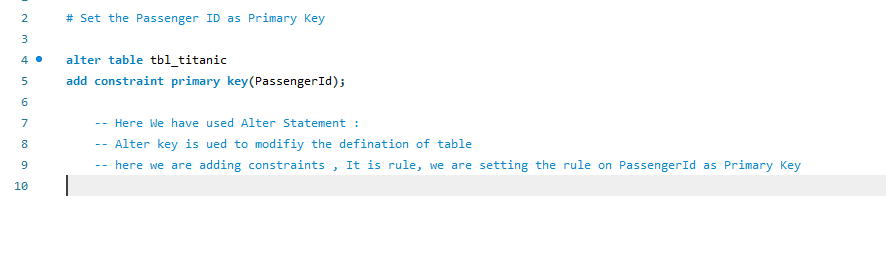 2 # Set the Passenger ID as Primary Key
3
4 alter table tbl_titanic
5 add constraint primary key(PassengerId);
6
7 -- Here We have used Alter Statement :
8 -- Alter key is ued to modifiy the defination of table
9 -- here we are adding constraints , It is rule, we are setting the rule on PassengerId as Primary Key
10